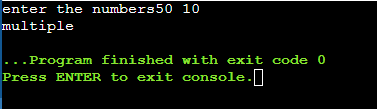 enter the numbers50 10
multiple
...Program finished with exit code 0
Press ENTER to exit console.